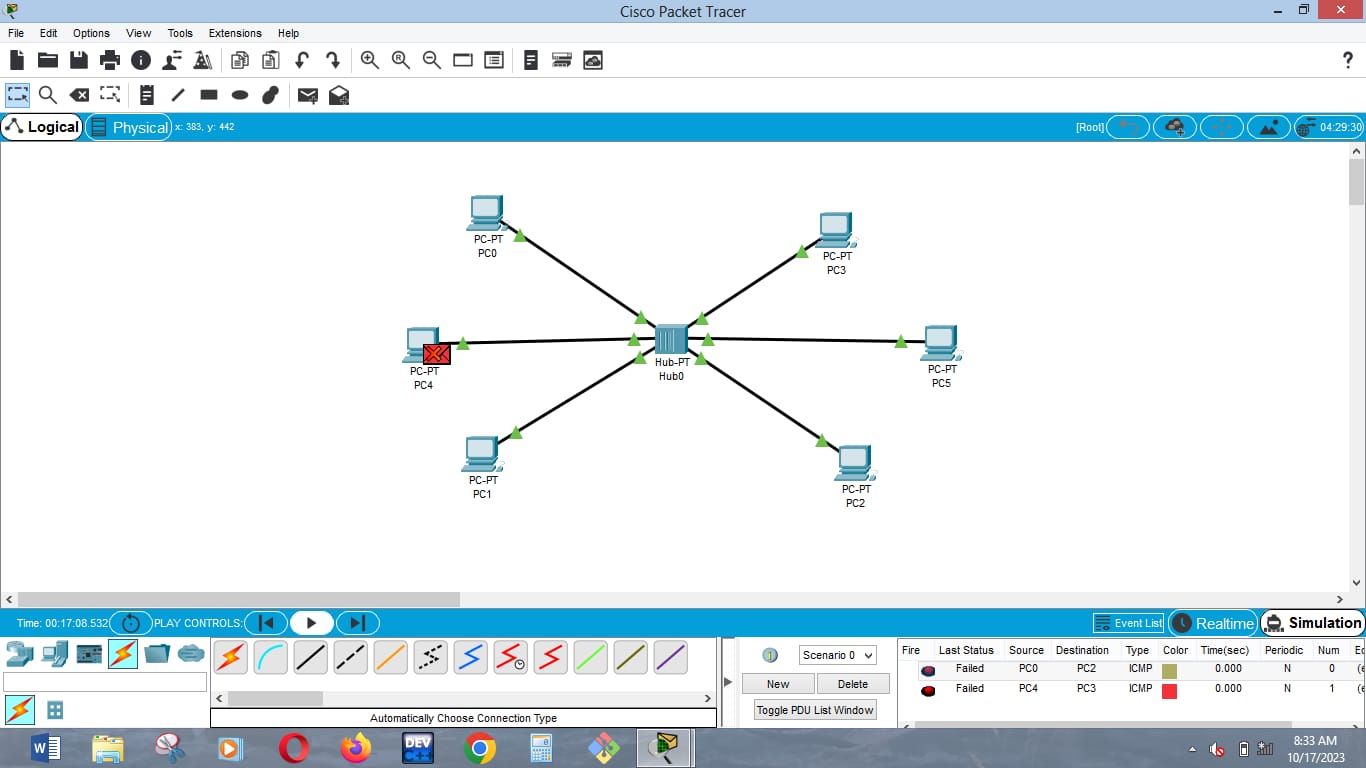 Cisco Packet Tracer
File Edit Options View Tools Extensions Help
Logical Physical x: 383, y: 442 [Root] 04:29:30
PC-PT
PC0
PC-PT
PC3
PC-PT
PC4
Hub-PT
Hub0
PC-PT
PC5
PC-PT
PC1
PC-PT
PC2
Time: 00:17:08.532 PLAY CONTROLS: Event List Realtime Simulation
Scenario 0
New Delete
Toggle PDU List Window
Automatically Choose Connection Type
Fire Last Status Source Destination Type Color Time(sec) Periodic Num
Failed PC0 PC2 ICMP 0.000 N 0
Failed PC4 PC3 ICMP 0.000 N 1
W
DEV
C++
8:33 AM
10/17/2023